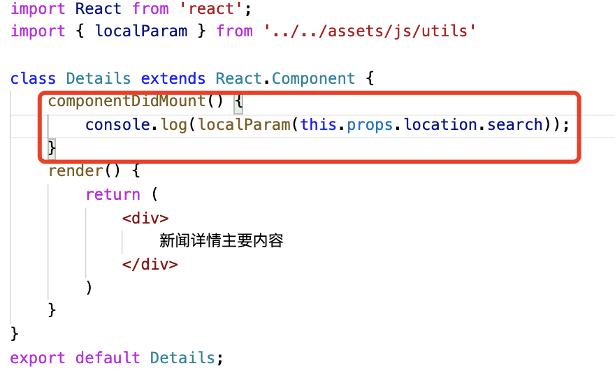 import React from 'react';
import { localParam } from '../../assets/js/utils'
class Details extends React.Component {
componentDidMount() {
console.log(localParam(this.props.location.search));
}
render() {
return (
<div>
新闻详情主要内容
</div>
)
}
}
export default Details;